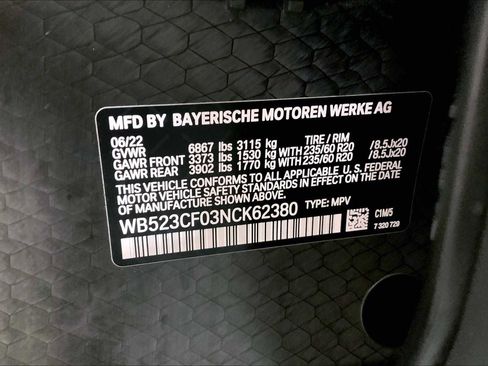 MFD BY BAYERISCHE MOTOREN WERKE AG
06/22 TIRE / RIM
GVWR 6867 lbs 3115 kg
GAWR FRONT 3373 lbs 1530 kg WITH 235/60 R20 /8.5Jx20
GAWR REAR 3902 lbs 1770 kg WITH 235/60 R20 /8.5Jx20
THIS VEHICLE CONFORMS TO ALL APPLICABLE U. S. FEDERAL
MOTOR VEHICLE SAFETY STANDARDS IN EFFECT ON THE DATE
OF MANUFACTURE SHOWN ABOVE.
WB523CF03NCK62380 TYPE: MPV
C1M/5
7 320 729